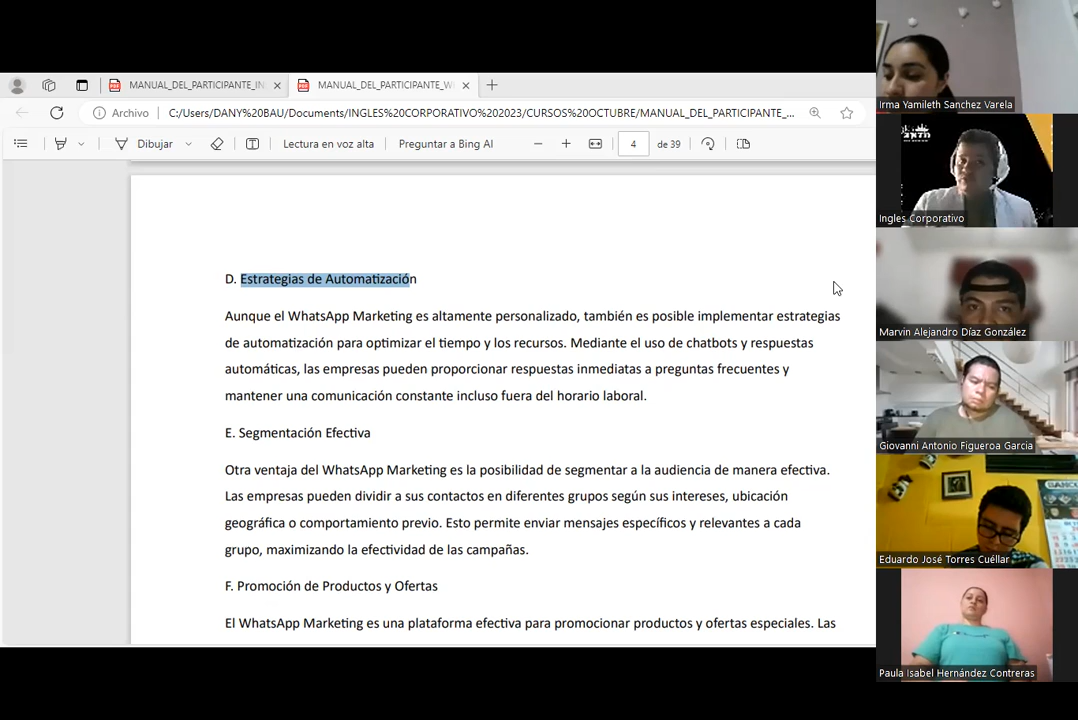 MANUAL_DEL_PARTICIPANTE_IN
MANUAL_DEL_PARTICIPANTE_W
Archivo
C:/Users/DANY%20BAU/Documents/INGLES%20CORPORATIVO%202023/CURSOS%20OCTUBRE/MANUAL_DEL_PARTICIPANTE_...
Dibujar
Lectura en voz alta
Preguntar a Bing AI
4
de 39
D. Estrategias de Automatización
Aunque el WhatsApp Marketing es altamente personalizado, también es posible implementar estrategias
de automatización para optimizar el tiempo y los recursos. Mediante el uso de chatbots y respuestas
automáticas, las empresas pueden proporcionar respuestas inmediatas a preguntas frecuentes y
mantener una comunicación constante incluso fuera del horario laboral.
E. Segmentación Efectiva
Otra ventaja del WhatsApp Marketing es la posibilidad de segmentar a la audiencia de manera efectiva.
Las empresas pueden dividir a sus contactos en diferentes grupos según sus intereses, ubicación
geográfica o comportamiento previo. Esto permite enviar mensajes específicos y relevantes a cada
grupo, maximizando la efectividad de las campañas.
F. Promoción de Productos y Ofertas
El WhatsApp Marketing es una plataforma efectiva para promocionar productos y ofertas especiales. Las
Irma Yamileth Sanchez Varela
Ingles Corporativo
Marvin Alejandro Díaz González
Giovanni Antonio Figueroa Garcia
Eduardo José Torres Cuéllar
Paula Isabel Hernández Contreras